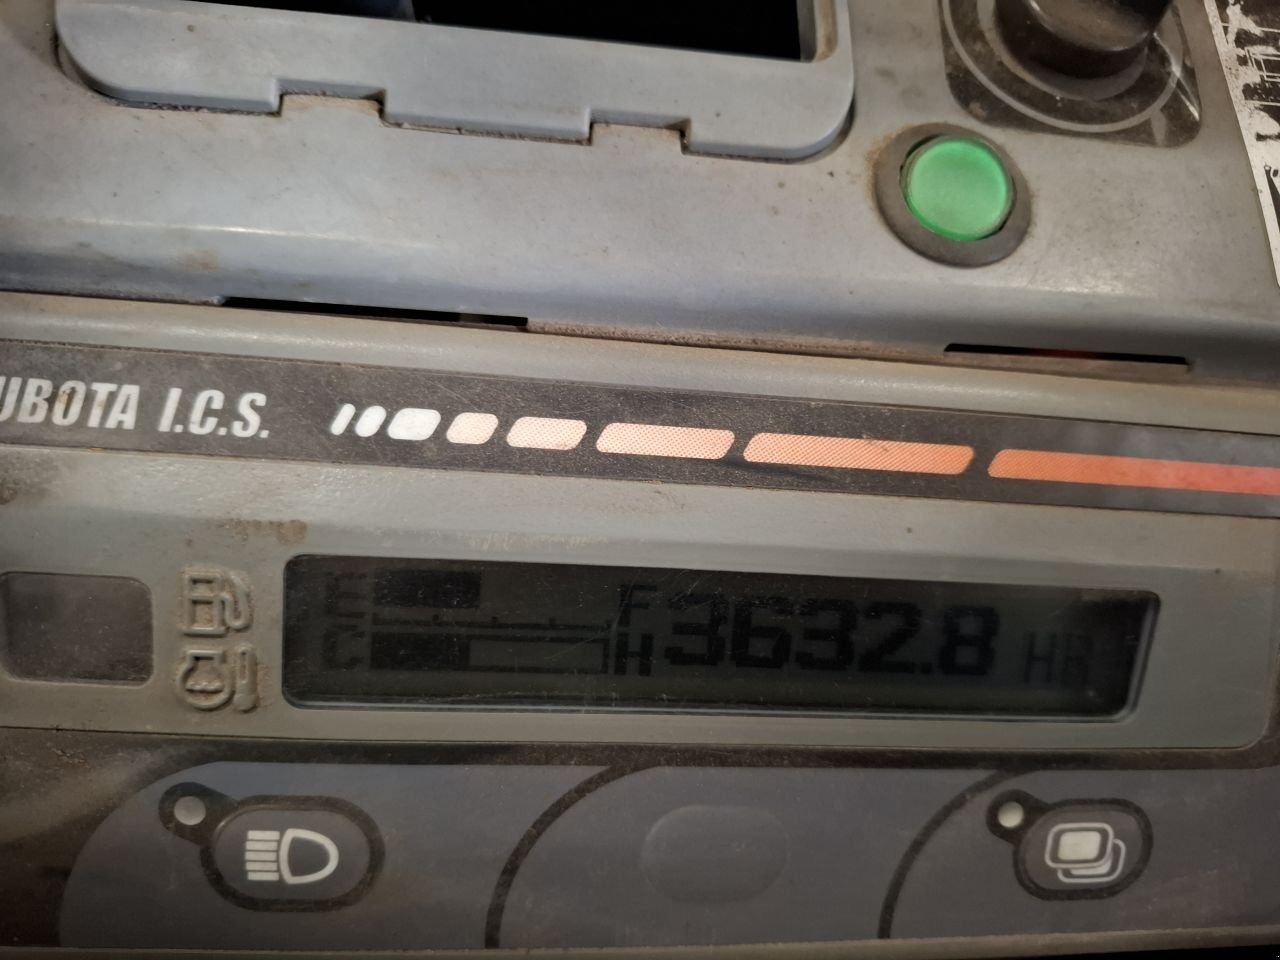 UBOTA I.C.S.
E F 3632.8 HR
C H